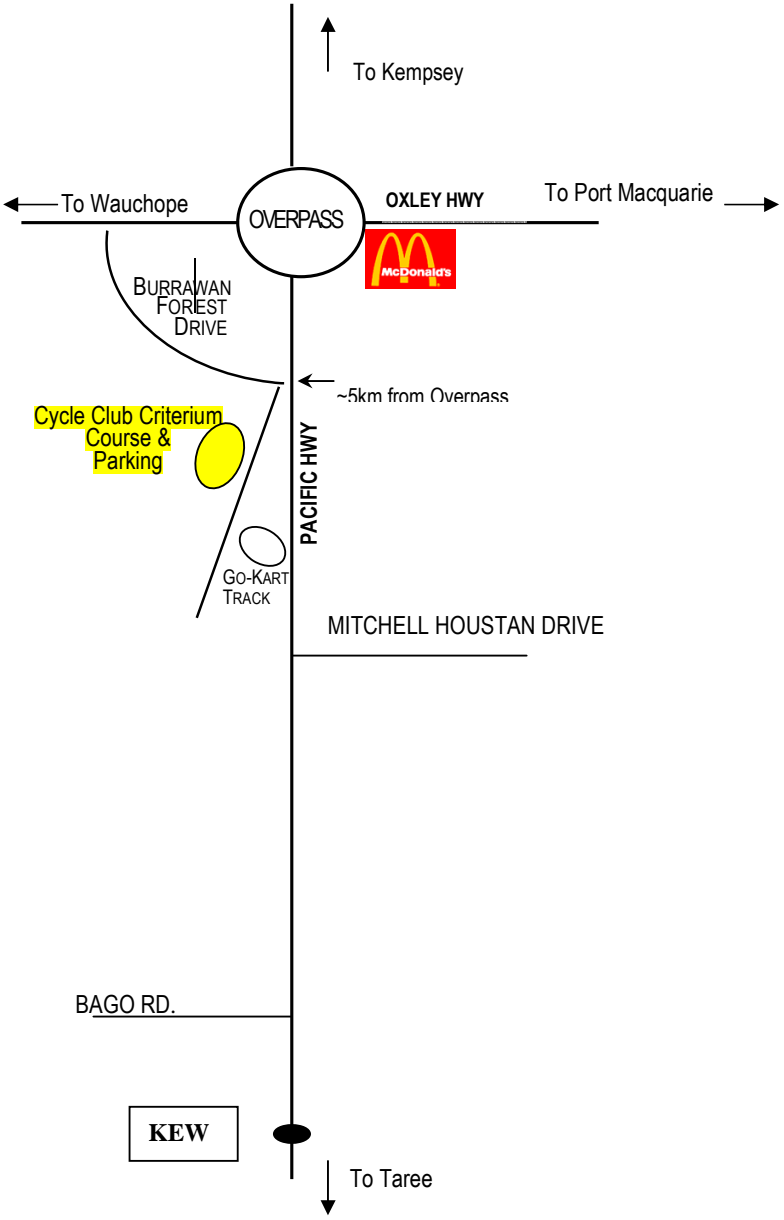 To Kempsey
To Wauchope
OVERPASS
OXLEY HWY
To Port Macquarie
McDonald's
BURRAWAN
FOREST
DRIVE
~5km from Overpass
Cycle Club Criterium
Course &
Parking
PACIFIC HWY
GO-KART
TRACK
MITCHELL HOUSTAN DRIVE
BAGO RD.
KEW
To Taree